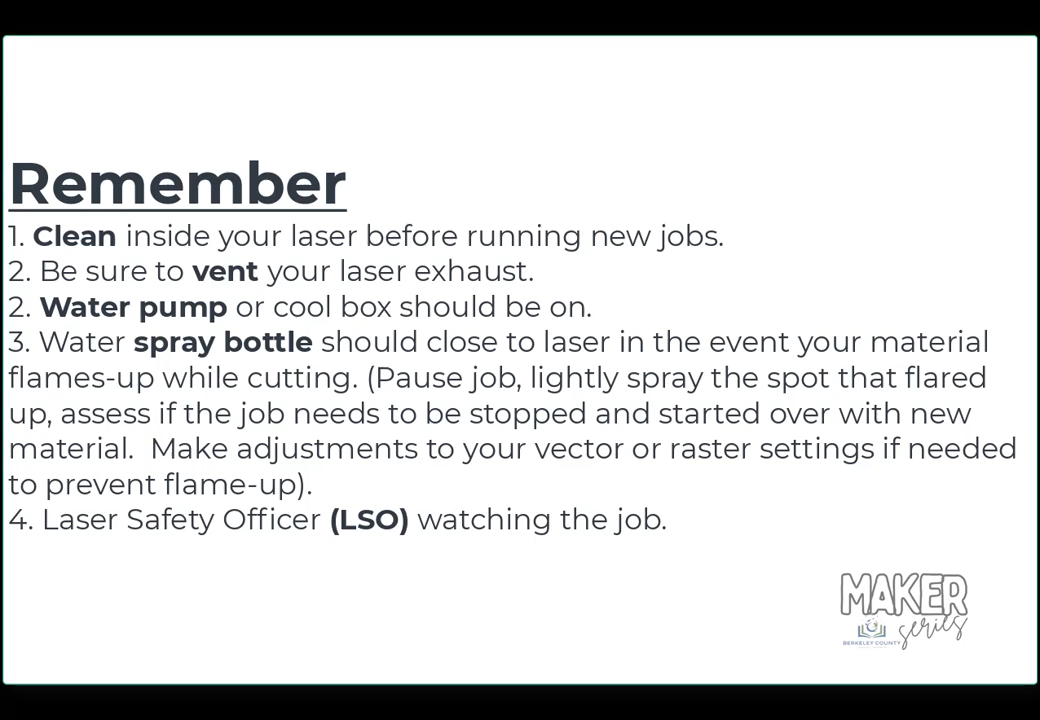 Remember
1. Clean inside your laser before running new jobs.
2. Be sure to vent your laser exhaust.
2. Water pump or cool box should be on.
3. Water spray bottle should close to laser in the event your material
flames-up while cutting. (Pause job, lightly spray the spot that flared
up, assess if the job needs to be stopped and started over with new
material.  Make adjustments to your vector or raster settings if needed
to prevent flame-up).
4. Laser Safety Officer (LSO) watching the job.
MAKER
series
BERKELEY COUNTY